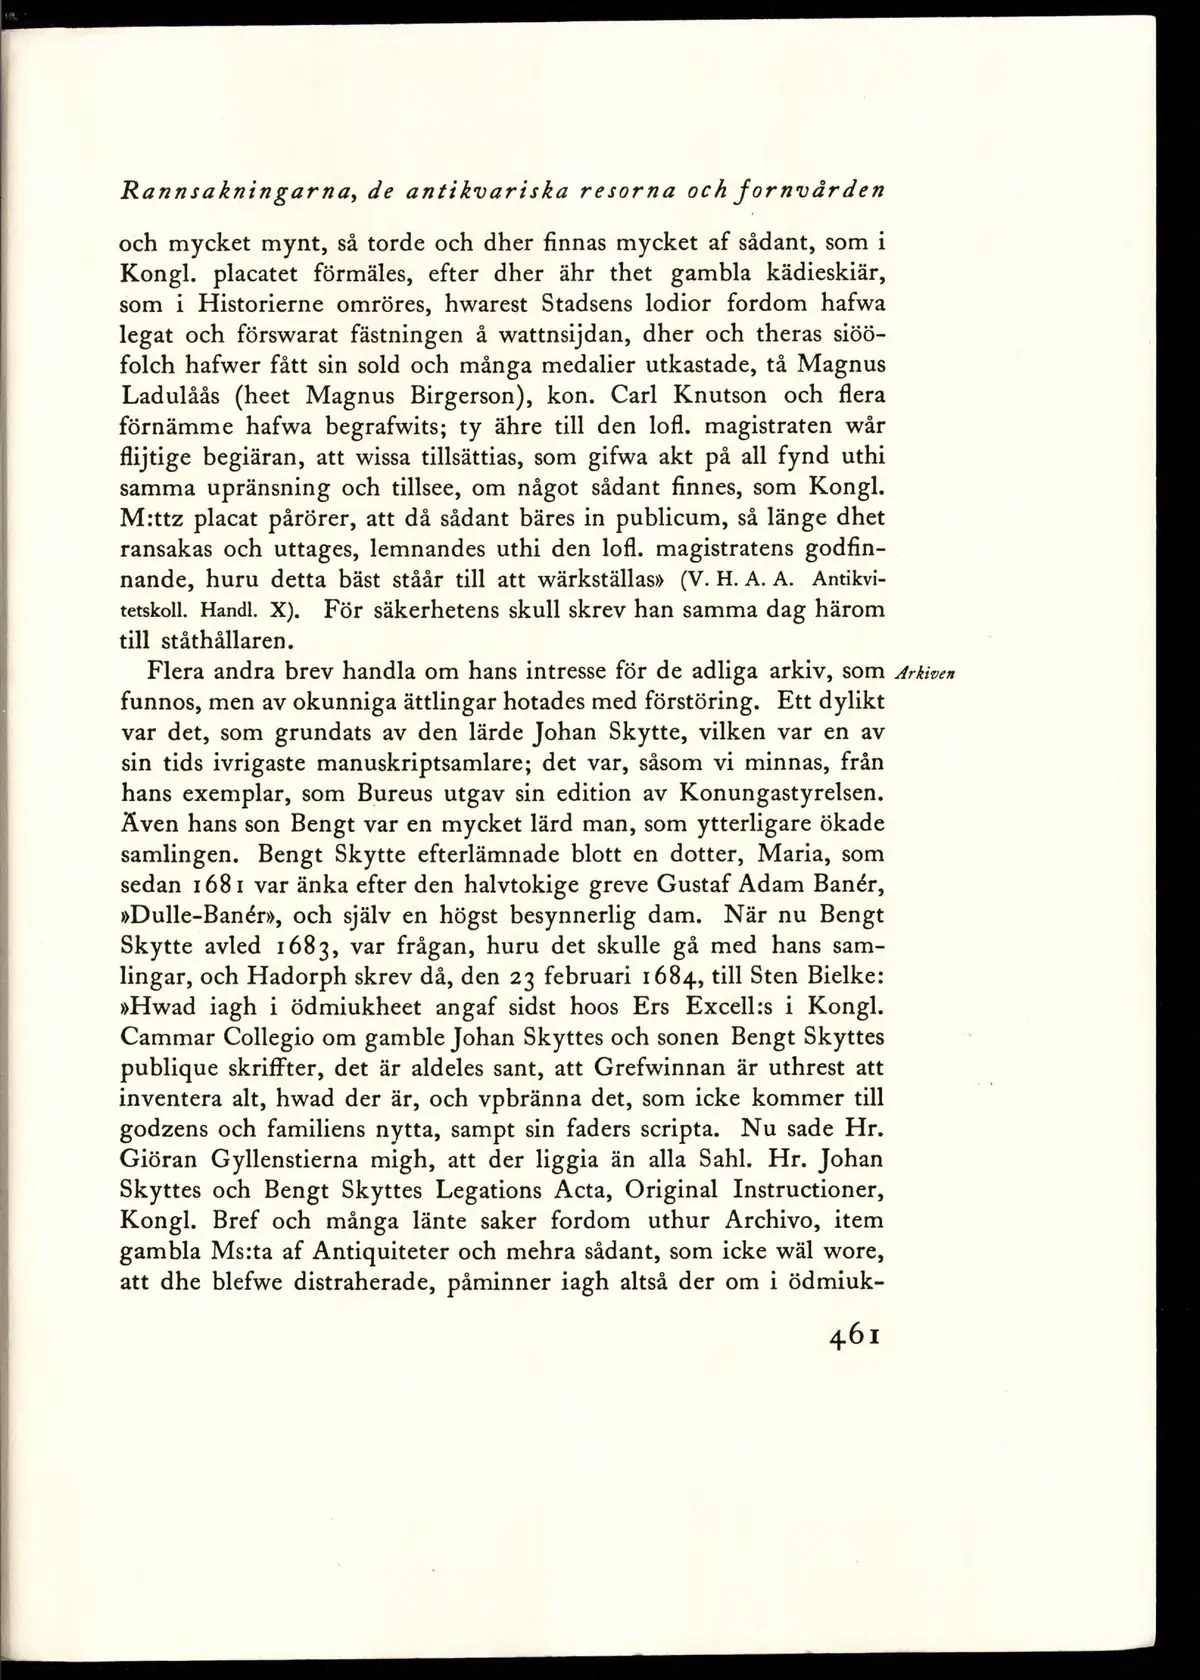 Rannsakningarna, de antikvariska resorna och fornvården
och mycket mynt, så torde och dher finnas mycket af sådant, som i
Kongl. placatet förmäles, efter dher ähr thet gambla kädieskiär,
som i Historierne omröres, hwarest Stadsens lodior fordom hafwa
legat och förswarat fästningen å wattnsijdan, dher och theras siöö-
folch hafwer fått sin sold och många medalier utkastade, tå Magnus
Ladulåås (heet Magnus Birgerson), kon. Carl Knutson och flera
förnämme hafwa begrafwits; ty ähre till den lofl. magistraten wår
flijtige begiäran, att wissa tillsättias, som gifwa akt på all fynd uthi
samma upränsning och tillsee, om något sådant finnes, som Kongl.
M:ttz placat pårörer, att då sådant bäres in publicum, så länge dhet
ransakas och uttages, lemnandes uthi den lofl. magistratens godfin-
nande, huru detta bäst ståår till att wärkställas» (V. H. A. A. Antikvi-
tetskoll. Handl. X). För säkerhetens skull skrev han samma dag härom
till ståthållaren.
Flera andra brev handla om hans intresse för de adliga arkiv, som Arkiven
funnos, men av okunniga ättlingar hotades med förstöring. Ett dylikt
var det, som grundats av den lärde Johan Skytte, vilken var en av
sin tids ivrigaste manuskriptsamlare; det var, såsom vi minnas, från
hans exemplar, som Bureus utgav sin edition av Konungastyrelsen.
Även hans son Bengt var en mycket lärd man, som ytterligare ökade
samlingen. Bengt Skytte efterlämnade blott en dotter, Maria, som
sedan 1681 var änka efter den halvtokige greve Gustaf Adam Banér,
»Dulle-Banér», och själv en högst besynnerlig dam. När nu Bengt
Skytte avled 1683, var frågan, huru det skulle gå med hans sam-
lingar, och Hadorph skrev då, den 23 februari 1684, till Sten Bielke:
»Hwad iagh i ödmiukheet angaf sidst hoos Ers Excell:s i Kongl.
Cammar Collegio om gamble Johan Skyttes och sonen Bengt Skyttes
publique skriffter, det är aldeles sant, att Grefwinnan är uthrest att
inventera alt, hwad der är, och vpbränna det, som icke kommer till
godzens och familiens nytta, sampt sin faders scripta. Nu sade Hr.
Giöran Gyllenstierna migh, att der liggia än alla Sahl. Hr. Johan
Skyttes och Bengt Skyttes Legations Acta, Original Instructioner,
Kongl. Bref och många länte saker fordom uthur Archivo, item
gambla Ms:ta af Antiquiteter och mehra sådant, som icke wäl wore,
att dhe blefwe distraherade, påminner iagh altså der om i ödmiuk-
461